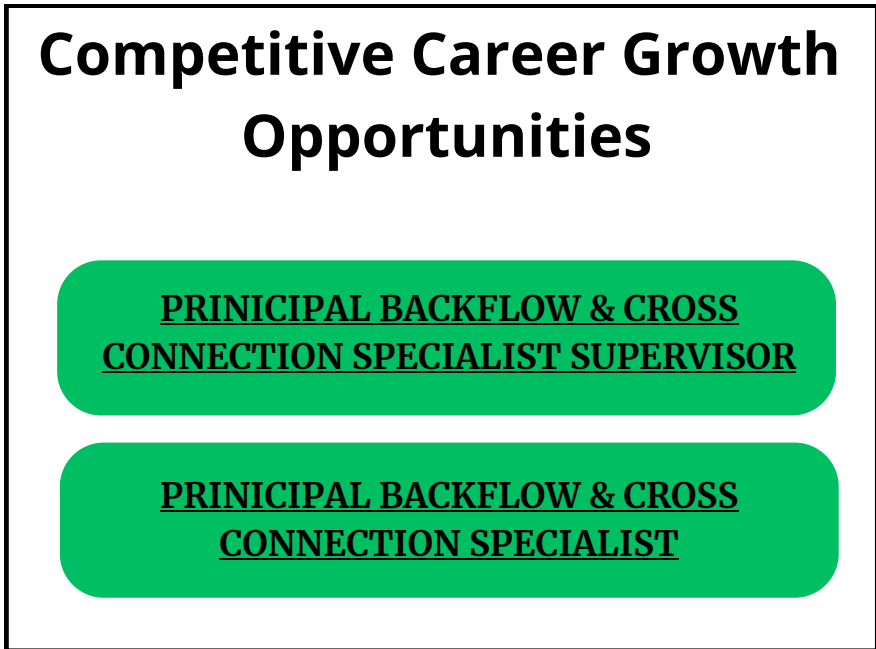 Competitive Career Growth
Opportunities
PRINICIPAL BACKFLOW & CROSS
CONNECTION SPECIALIST SUPERVISOR
PRINICIPAL BACKFLOW & CROSS
CONNECTION SPECIALIST